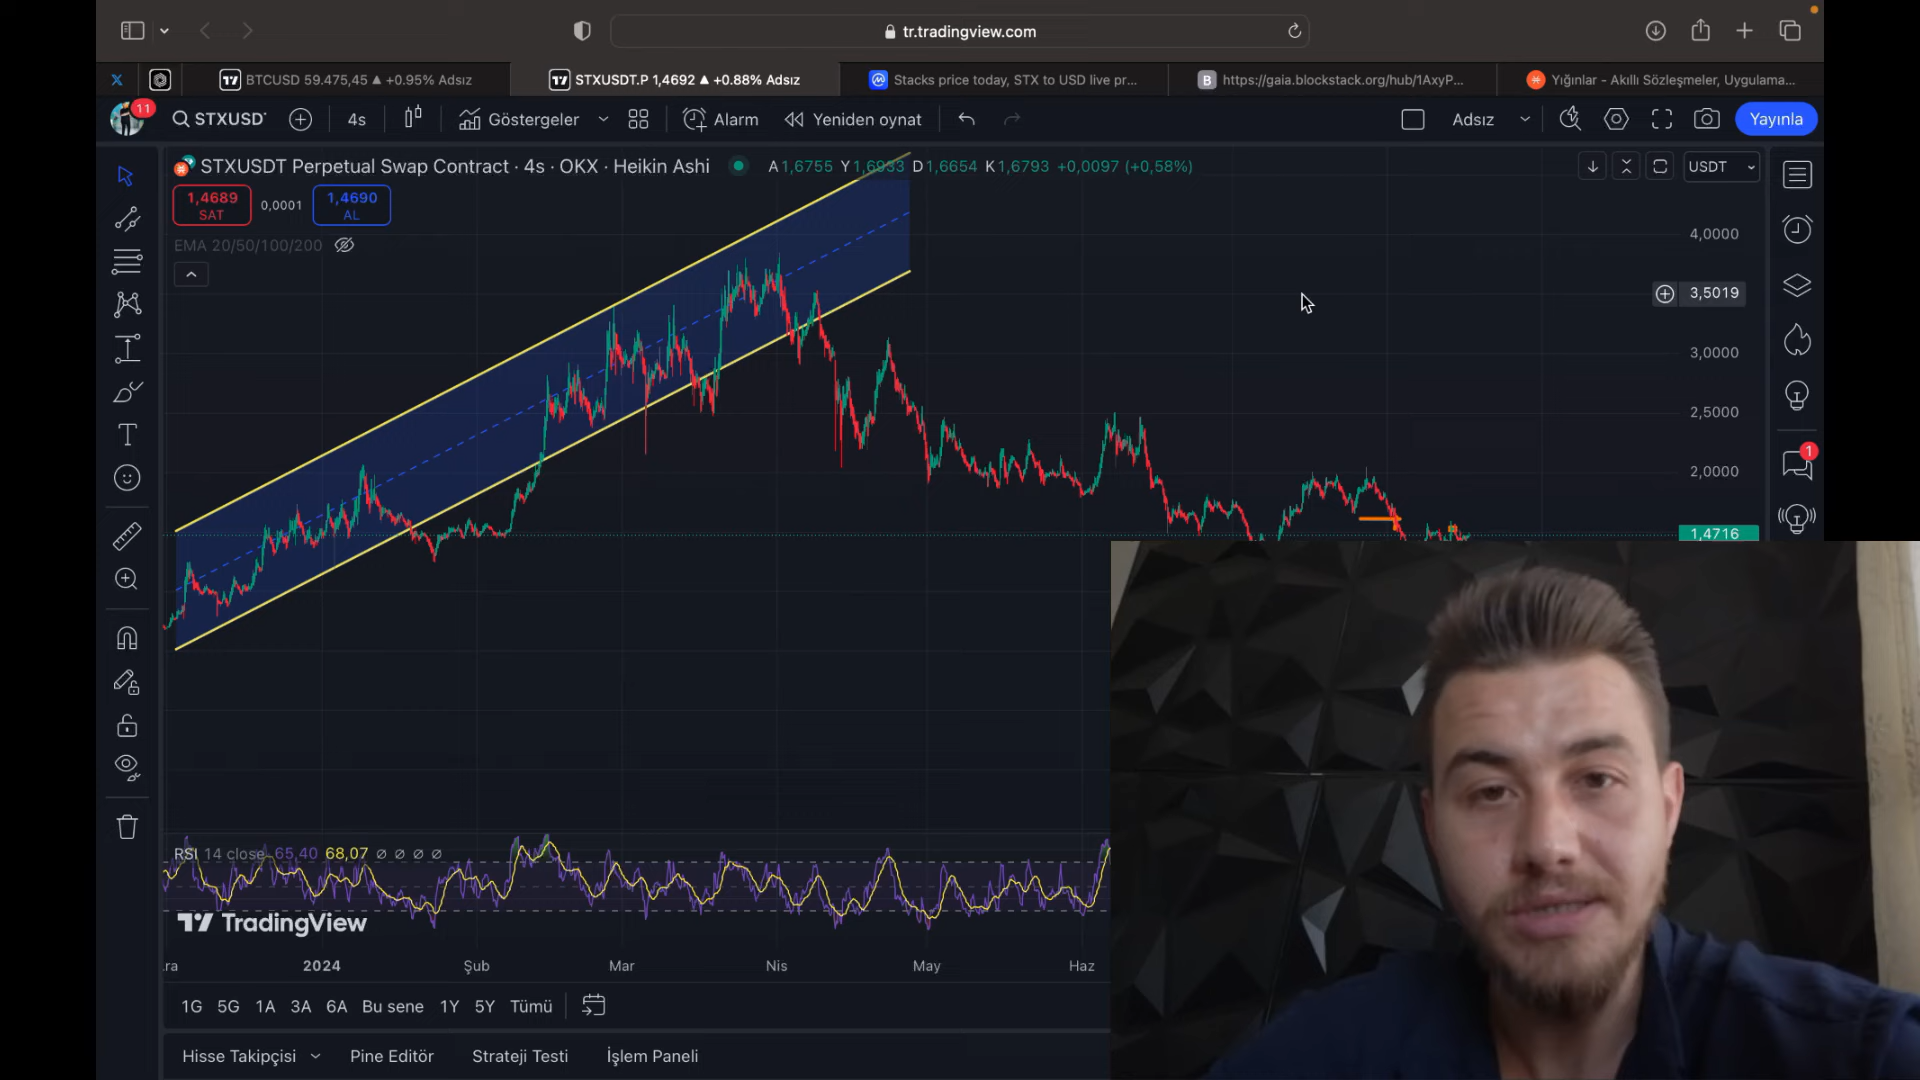 tr.tradingview.com
BTCUSD 59.475,45 ▲ +0.95% Adsız
STXUSDT.P 1,4692 ▲ +0.88% Adsız
Stacks price today, STX to USD live pr...
https://gaia.blockstack.org/hub/1AxyP...
Yığınlar - Akıllı Sözleşmeler, Uygulama...
11
STXUSD
4s
Göstergeler
Alarm
Yeniden oynat
Adsız
Yayınla
STXUSDT Perpetual Swap Contract · 4s · OKX · Heikin Ashi
A1,6755 Y1,6933 D1,6654 K1,6793 +0,0097 (+0,58%)
USDT
1,4689
SAT
0,0001
1,4690
AL
EMA 20/50/100/200
4,0000
3,5019
3,0000
2,5000
2,0000
1,4716
1
RSI 14 close 65,40 68,07 ∅ ∅ ∅ ∅
TradingView
ra
2024
Şub
Mar
Nis
May
Haz
1G 5G 1A 3A 6A Bu sene 1Y 5Y Tümü
Hisse Takipçisi
Pine Editör
Strateji Testi
İşlem Paneli